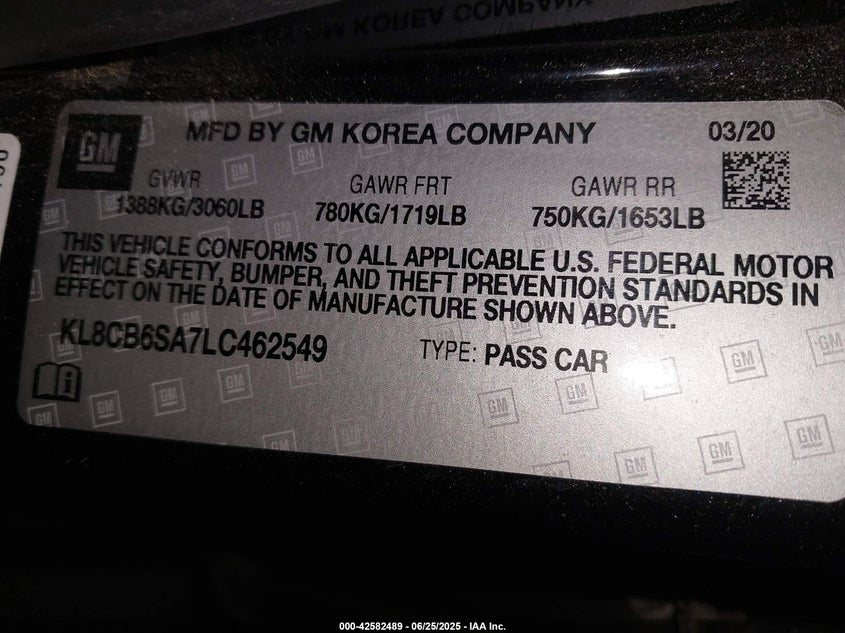 GM
MFD BY GM KOREA COMPANY
03/20
GVWR GAWR FRT GAWR RR
1388KG/3060LB 780KG/1719LB 750KG/1653LB
THIS VEHICLE CONFORMS TO ALL APPLICABLE U.S. FEDERAL MOTOR
VEHICLE SAFETY, BUMPER, AND THEFT PREVENTION STANDARDS IN
EFFECT ON THE DATE OF MANUFACTURE SHOWN ABOVE.
KL8CB6SA7LC462549 TYPE: PASS CAR
000-42582489 - 06/25/2025 - IAA Inc.